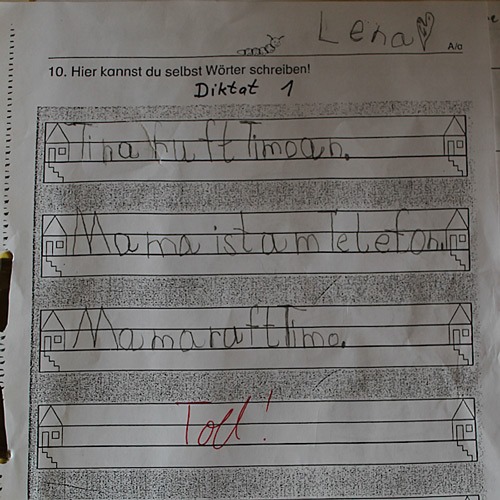 Lena
A/a
10. Hier kannst du selbst Wörter schreiben!
Diktat 1
Tina ruft Timo an.
Mama ist am Telefon.
Mama ruft Timo.
Toll!